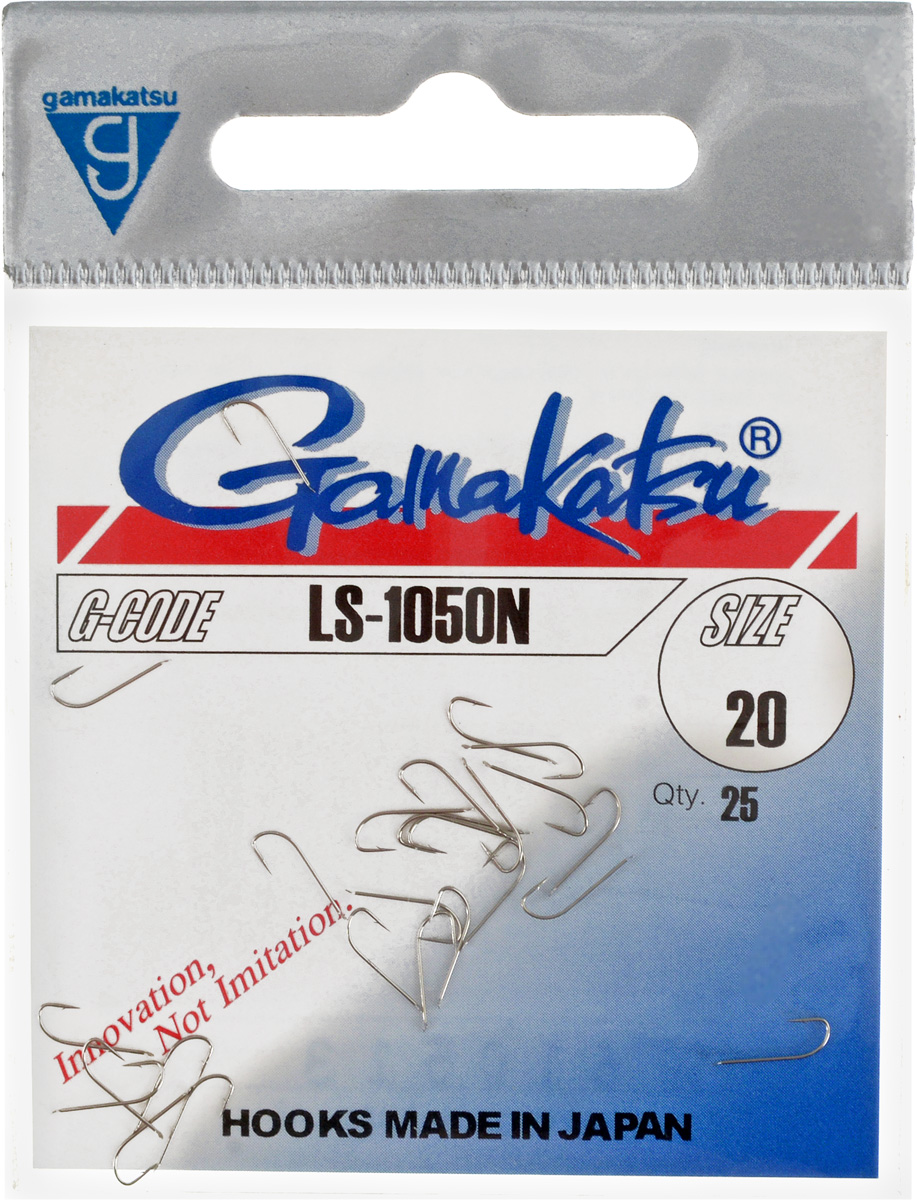 gamakatsu
g
Gamakatsu®
G-CODE LS-1050N
SIZE
20
Qty. 25
Innovation,
Not Imitation.
HOOKS MADE IN JAPAN